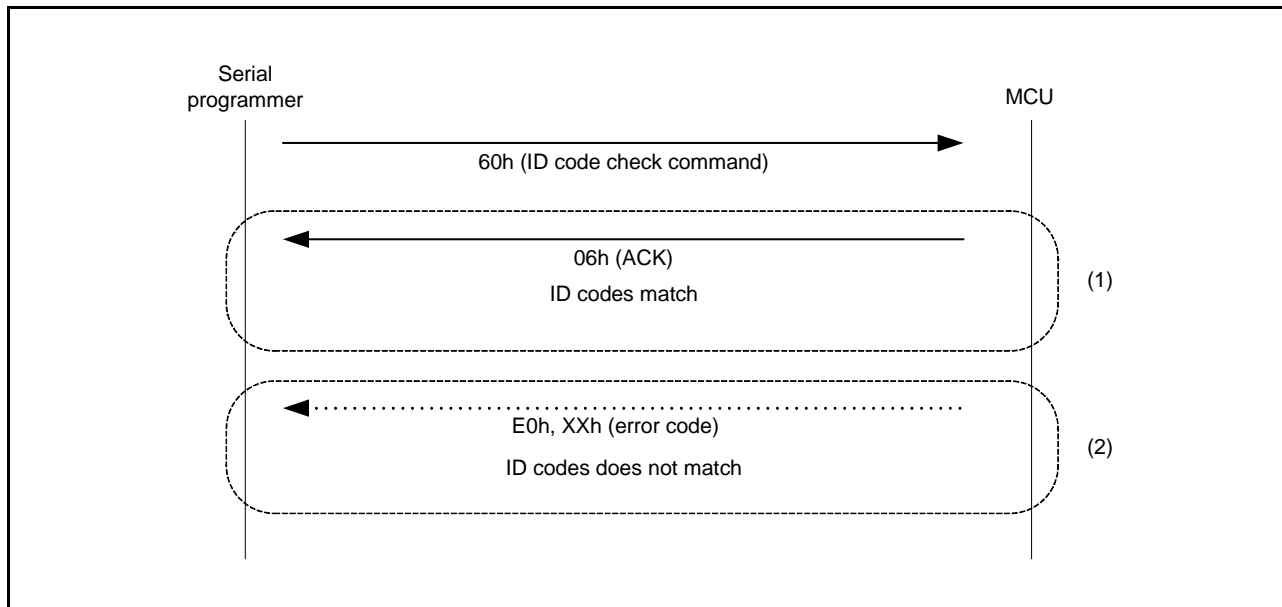 Serial
programmer
MCU
60h (ID code check command)
06h (ACK)
ID codes match
(1)
E0h, XXh (error code)
ID codes does not match
(2)